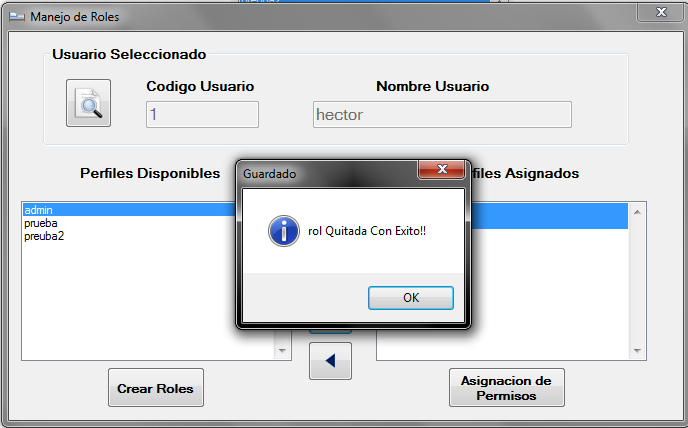 Manejo de Roles
Usuario Seleccionado
Codigo Usuario
Nombre Usuario
1
hector
Perfiles Disponibles
files Asignados
admin
prueba
preuba2
Guardado
rol Quitada Con Exito!!
OK
Crear Roles
Asignacion de
Permisos